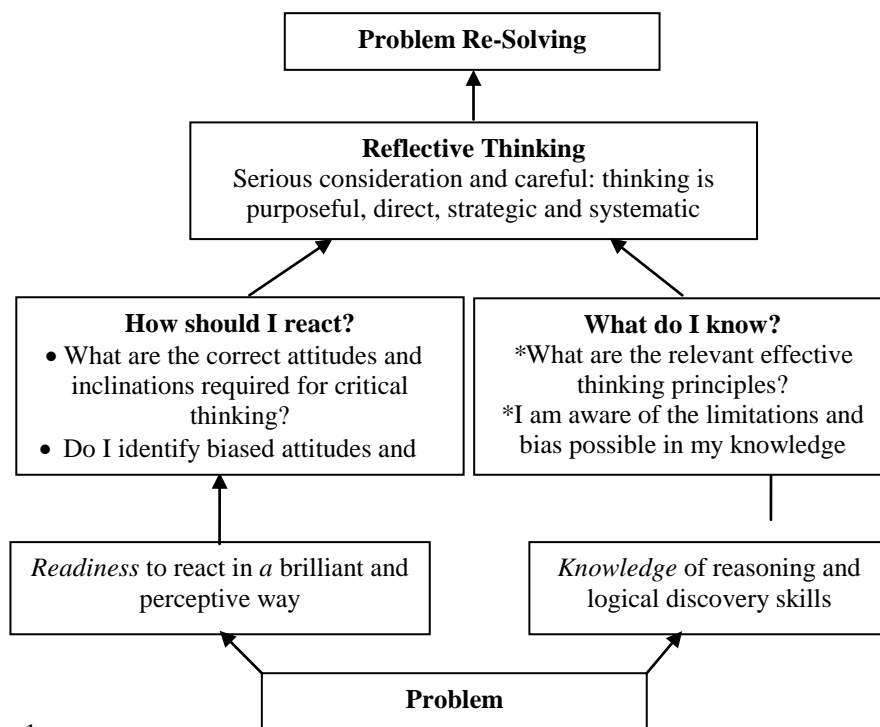 Problem Re-Solving
Reflective Thinking
Serious consideration and careful: thinking is
purposeful, direct, strategic and systematic
How should I react?
• What are the correct attitudes and
inclinations required for critical
thinking?
• Do I identify biased attitudes and
What do I know?
*What are the relevant effective
thinking principles?
*I am aware of the limitations and
bias possible in my knowledge
Readiness to react in a brilliant and
perceptive way
Knowledge of reasoning and
logical discovery skills
Problem